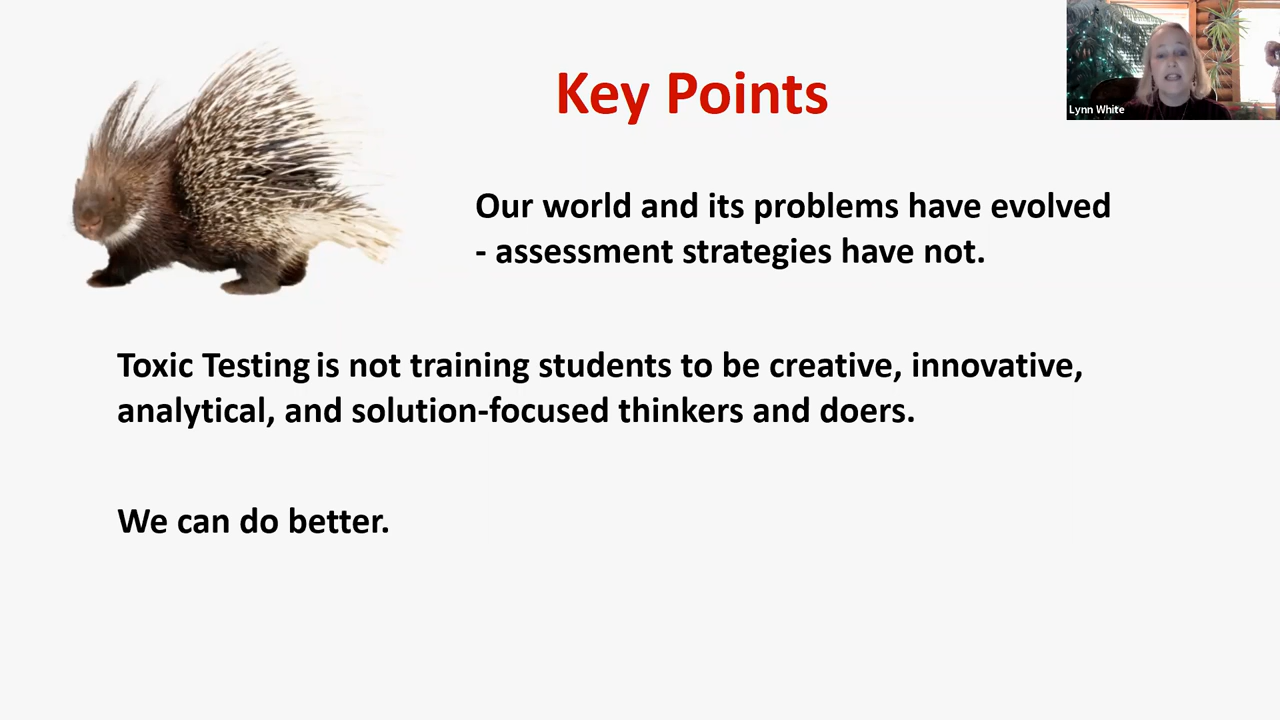 Key Points
Lynn White
Our world and its problems have evolved
- assessment strategies have not.
Toxic Testing is not training students to be creative, innovative,
analytical, and solution-focused thinkers and doers.
We can do better.